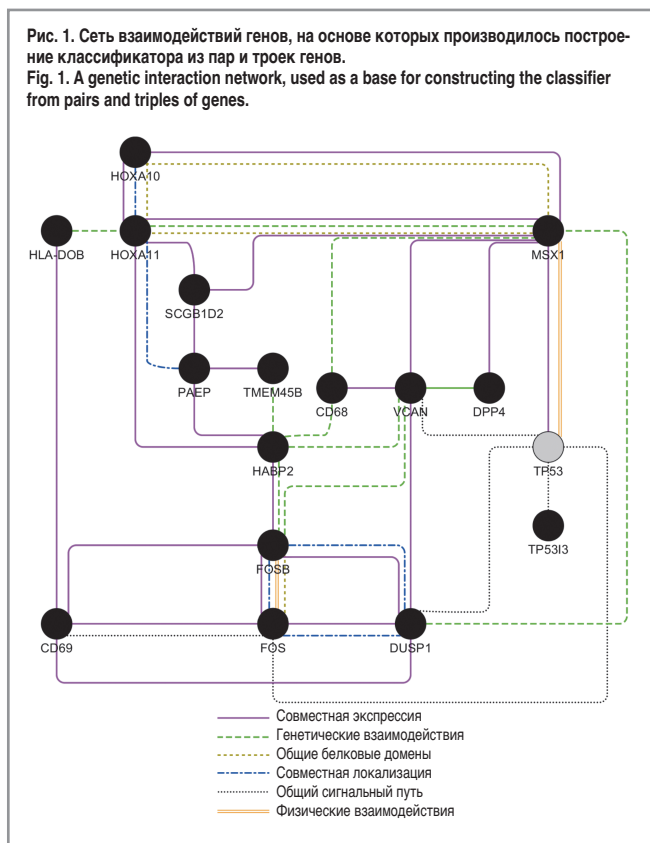 Рис. 1. Сеть взаимодействий генов, на основе которых производилось построе-
ние классификатора из пар и троек генов.
Fig. 1. A genetic interaction network, used as a base for constructing the classifier
from pairs and triples of genes.
HOXA10
HLA-DOB
HOXA11
MSX1
SCGB1D2
PAEP
TMEM45B
CD68
VCAN
DPP4
HABP2
TP53
TP53I3
FOSB
CD69
FOS
DUSP1
Совместная экспрессия
Генетические взаимодействия
Общие белковые домены
Совместная локализация
Общий сигнальный путь
Физические взаимодействия